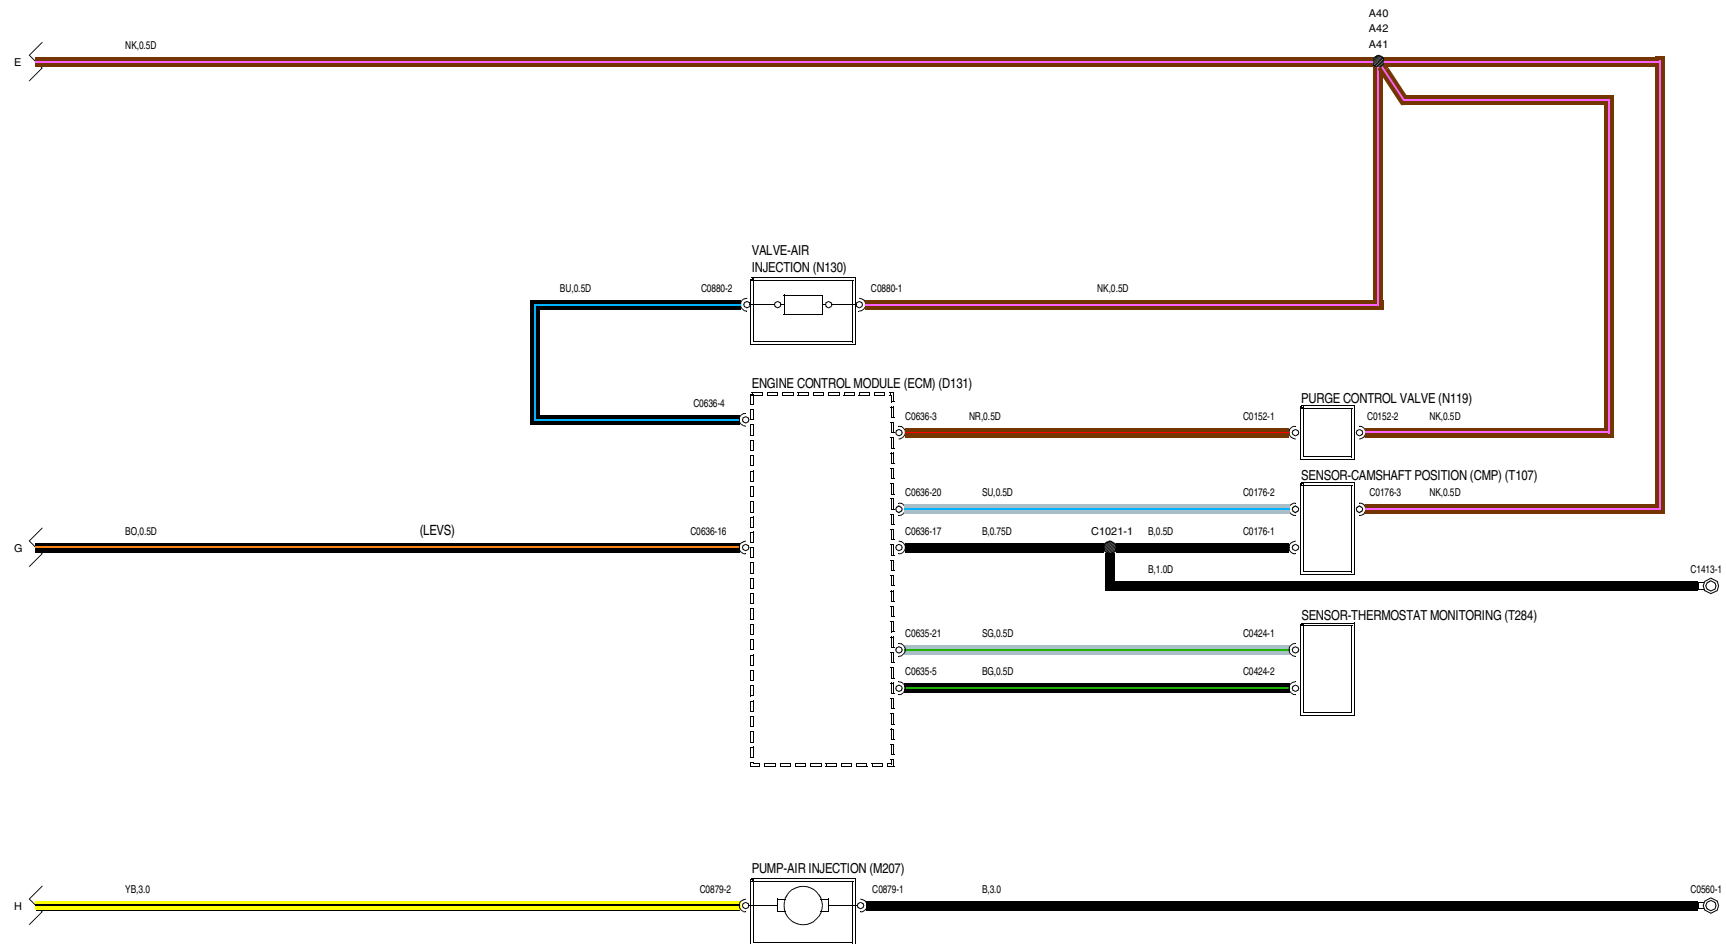 A40
A42
A41
NK,0.5D
E
VALVE-AIR
INJECTION (N130)
BU,0.5D
C0880-2
C0880-1
NK,0.5D
ENGINE CONTROL MODULE (ECM) (D131)
C0636-4
PURGE CONTROL VALVE (N119)
C0636-3
NR,0.5D
C0152-1
C0152-2
NK,0.5D
SENSOR-CAMSHAFT POSITION (CMP) (T107)
C0636-20
SU,0.5D
C0176-2
C0176-3
NK,0.5D
G
BO,0.5D
(LEVS)
C0636-16
C0636-17
B,0.75D
C1021-1
B,0.5D
C0176-1
B,1.0D
C1413-1
SENSOR-THERMOSTAT MONITORING (T284)
C0635-21
SG,0.5D
C0424-1
C0635-5
BG,0.5D
C0424-2
PUMP-AIR INJECTION (M207)
H
YB,3.0
C0879-2
C0879-1
B,3.0
C0560-1